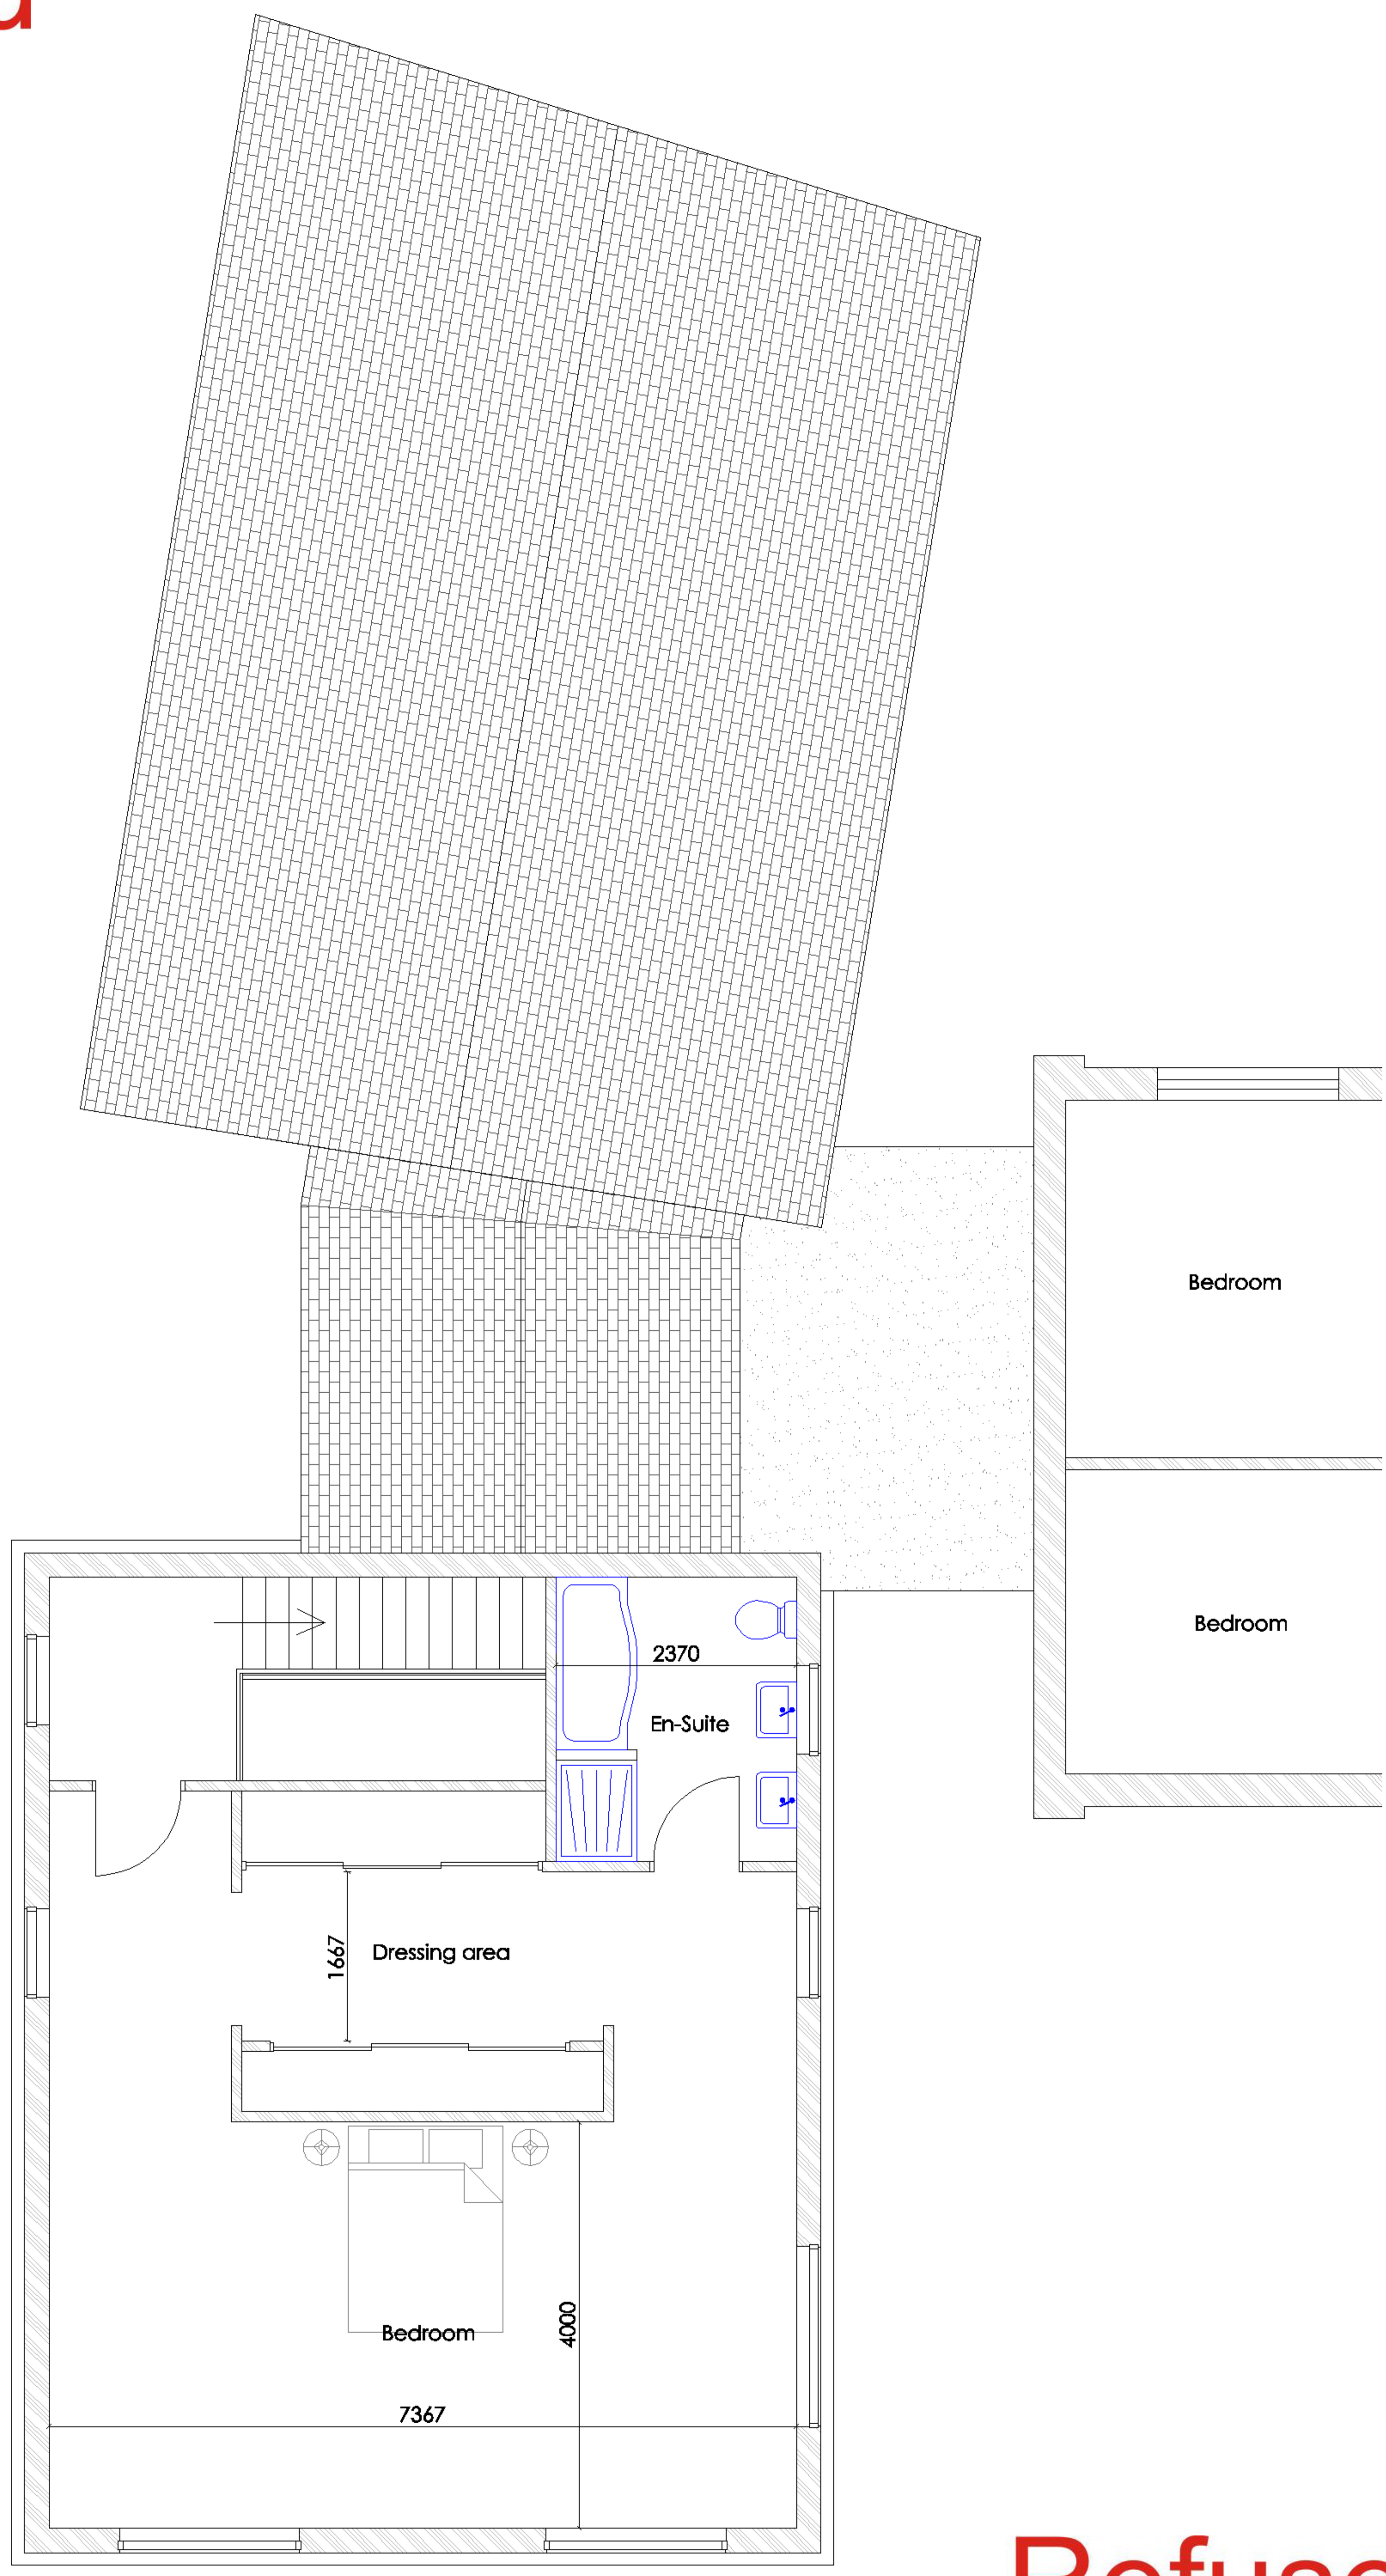 Bedroom
Bedroom
2370
En-Suite
1667
Dressing area
Bedroom
4000
7367